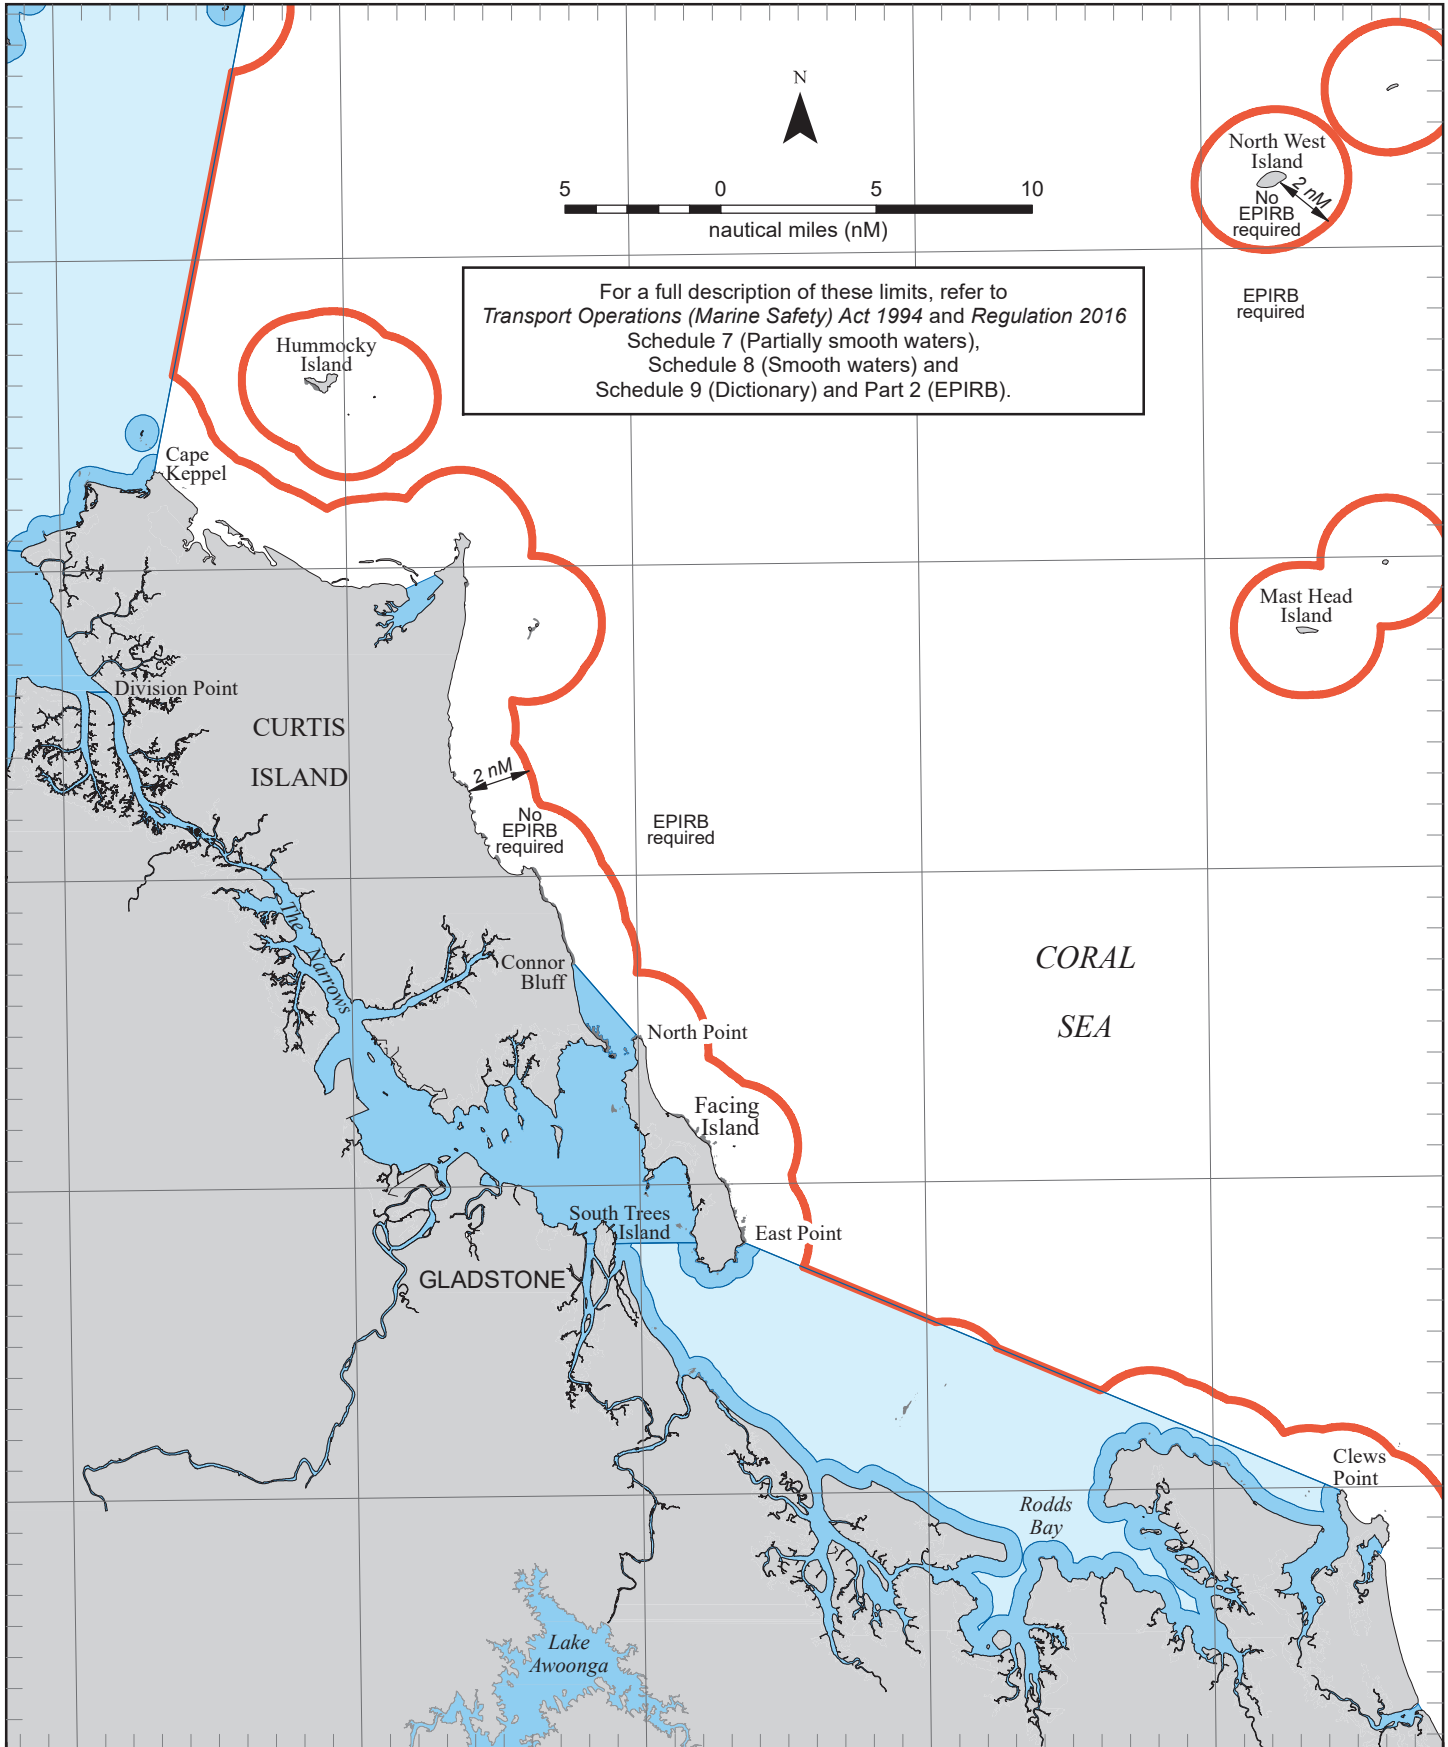 N
North West
Island
2 nM
No
EPIRB
required
5 0 5 10
nautical miles (nM)
EPIRB
required
For a full description of these limits, refer to
Transport Operations (Marine Safety) Act 1994 and Regulation 2016
Schedule 7 (Partially smooth waters),
Schedule 8 (Smooth waters) and
Schedule 9 (Dictionary) and Part 2 (EPIRB).
Hummocky
Island
Cape
Keppel
Mast Head
Island
Division Point
CURTIS
ISLAND
2 nM
No
EPIRB
required
EPIRB
required
The Narrows
Connor
Bluff
CORAL
SEA
North Point
Facing
Island
South Trees
Island
East Point
GLADSTONE
Clews
Point
Rodds
Bay
Lake
Awoonga